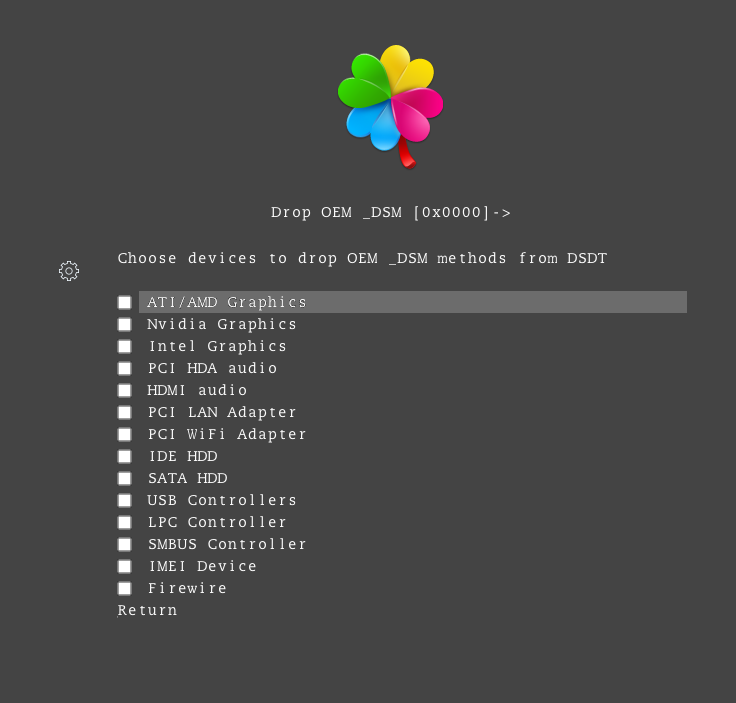 Drop OEM _DSM [0x0000]->
Choose devices to drop OEM _DSM methods from DSDT
ATI/AMD Graphics
Nvidia Graphics
Intel Graphics
PCI HDA audio
HDMI audio
PCI LAN Adapter
PCI WiFi Adapter
IDE HDD
SATA HDD
USB Controllers
LPC Controller
SMBUS Controller
IMEI Device
Firewire
Return